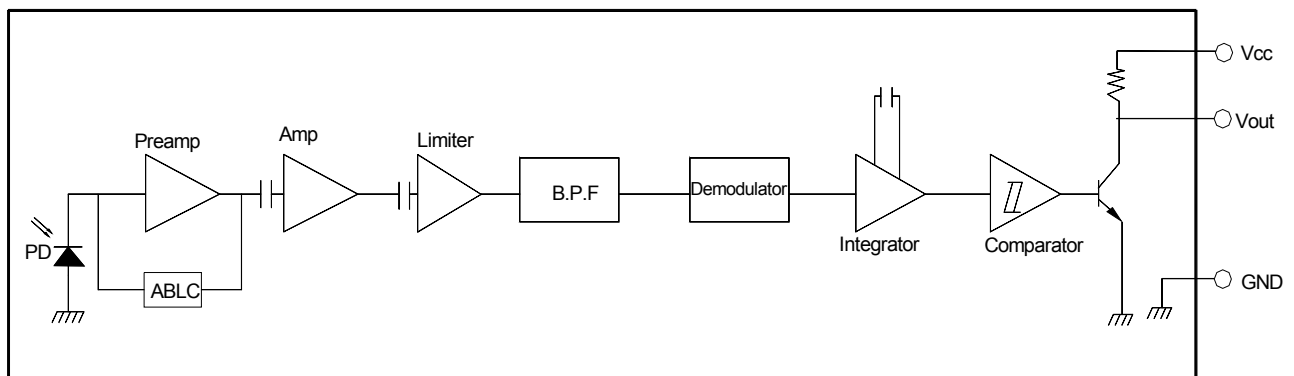 Vcc
Vout
Preamp
Amp
Limiter
B.P.F
Demodulator
Integrator
Comparator
PD
ABLC
GND